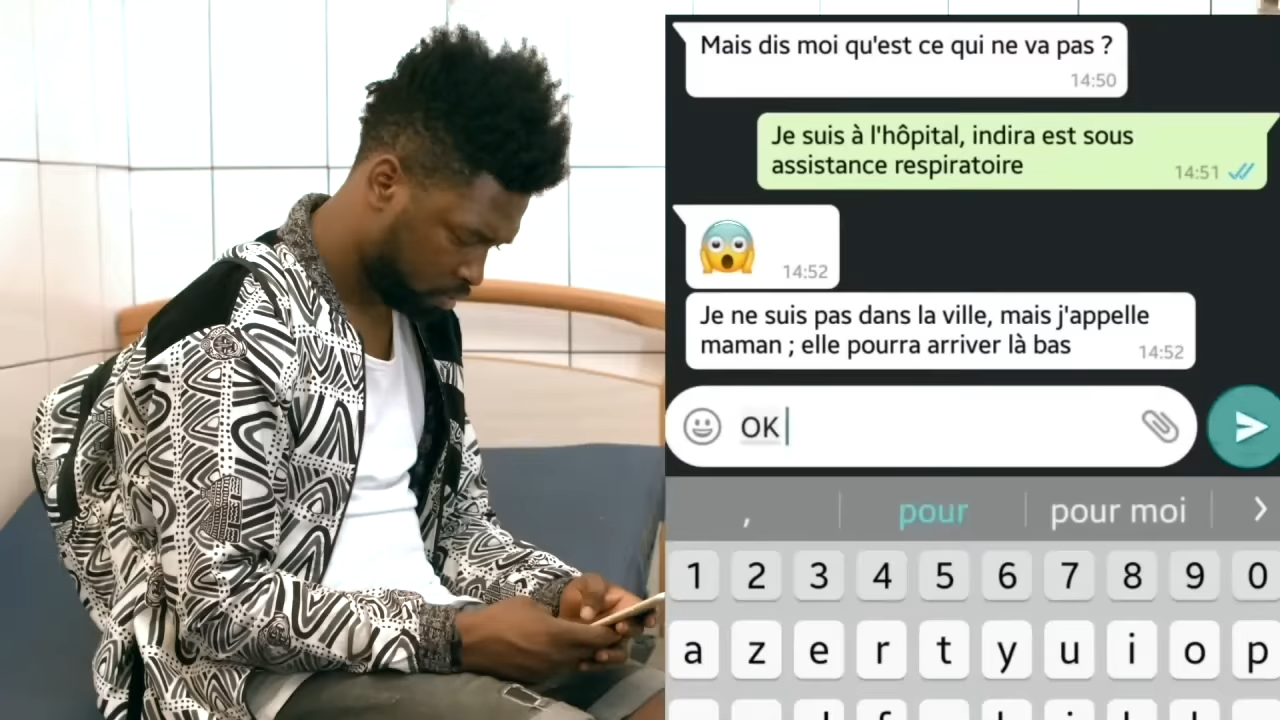 Mais dis moi qu'est ce qui ne va pas ?
14:50
Je suis à l'hôpital, indira est sous
assistance respiratoire
14:51
14:52
Je ne suis pas dans la ville, mais j'appelle
maman ; elle pourra arriver là bas
14:52
OK
, pour pour moi
1 2 3 4 5 6 7 8 9 0
a z e r t y u i o p